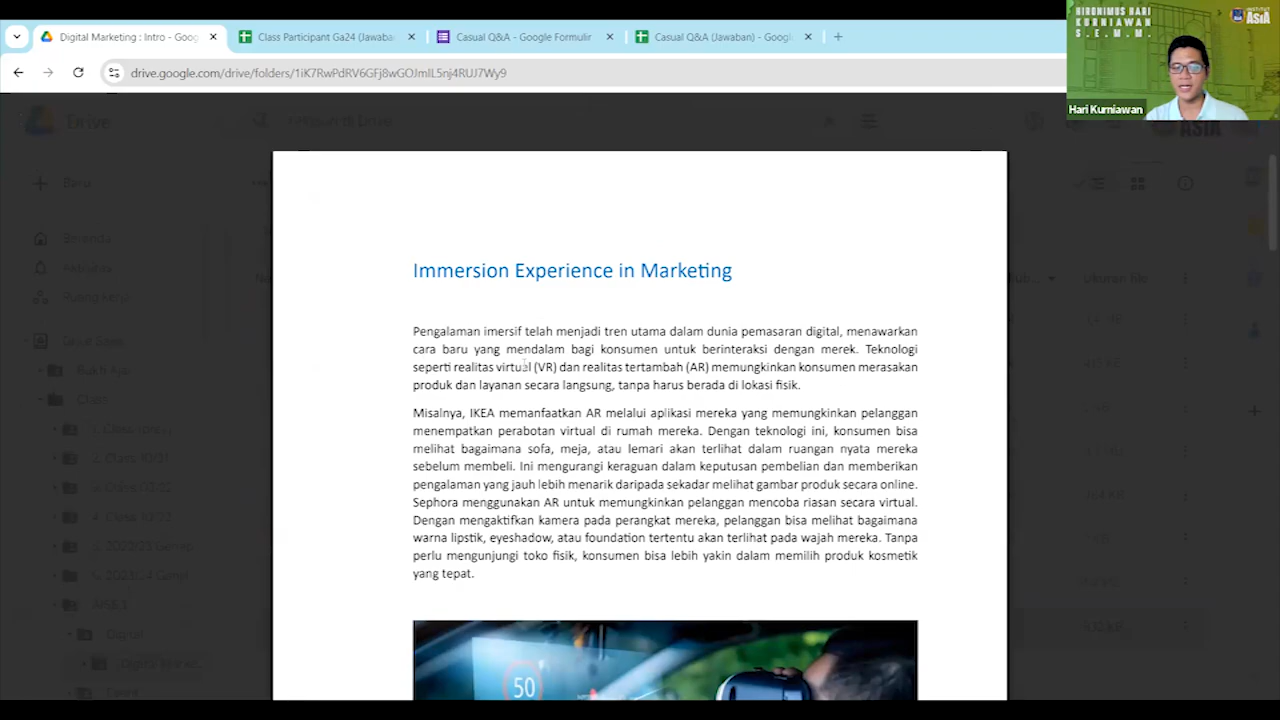 HIRONIMUS HARI
KURNIAWAN
S.E.M.M.
INSTITUT
ASIA
Digital Marketing : Intro - Goog
Class Participant Ga24 (Jawaba
Casual Q&A - Google Formulir
Casual Q&A (Jawaban) - Googl
Hari Kurniawan
Drive
Baru
Beranda
Ruang Kerja
Class
Immersion Experience in Marketing
Pengalaman imersif telah menjadi tren utama dalam dunia pemasaran digital, menawarkan
cara baru yang mendalam bagi konsumen untuk berinteraksi dengan merek. Teknologi
seperti realitas virtual (VR) dan realitas tertambah (AR) memungkinkan konsumen merasakan
produk dan layanan secara langsung, tanpa harus berada di lokasi fisik.
Misalnya, IKEA memanfaatkan AR melalui aplikasi mereka yang memungkinkan pelanggan
menempatkan perabotan virtual di rumah mereka. Dengan teknologi ini, konsumen bisa
melihat bagaimana sofa, meja, atau lemari akan terlihat dalam ruangan nyata mereka
sebelum membeli. Ini mengurangi keraguan dalam keputusan pembelian dan memberikan
pengalaman yang jauh lebih menarik daripada sekadar melihat gambar produk secara online.
Sephora menggunakan AR untuk memungkinkan pelanggan mencoba riasan secara virtual.
Dengan mengaktifkan kamera pada perangkat mereka, pelanggan bisa melihat bagaimana
warna lipstik, eyeshadow, atau foundation tertentu akan terlihat pada wajah mereka. Tanpa
perlu mengunjungi toko fisik, konsumen bisa lebih yakin dalam memilih produk kosmetik
yang tepat.
50